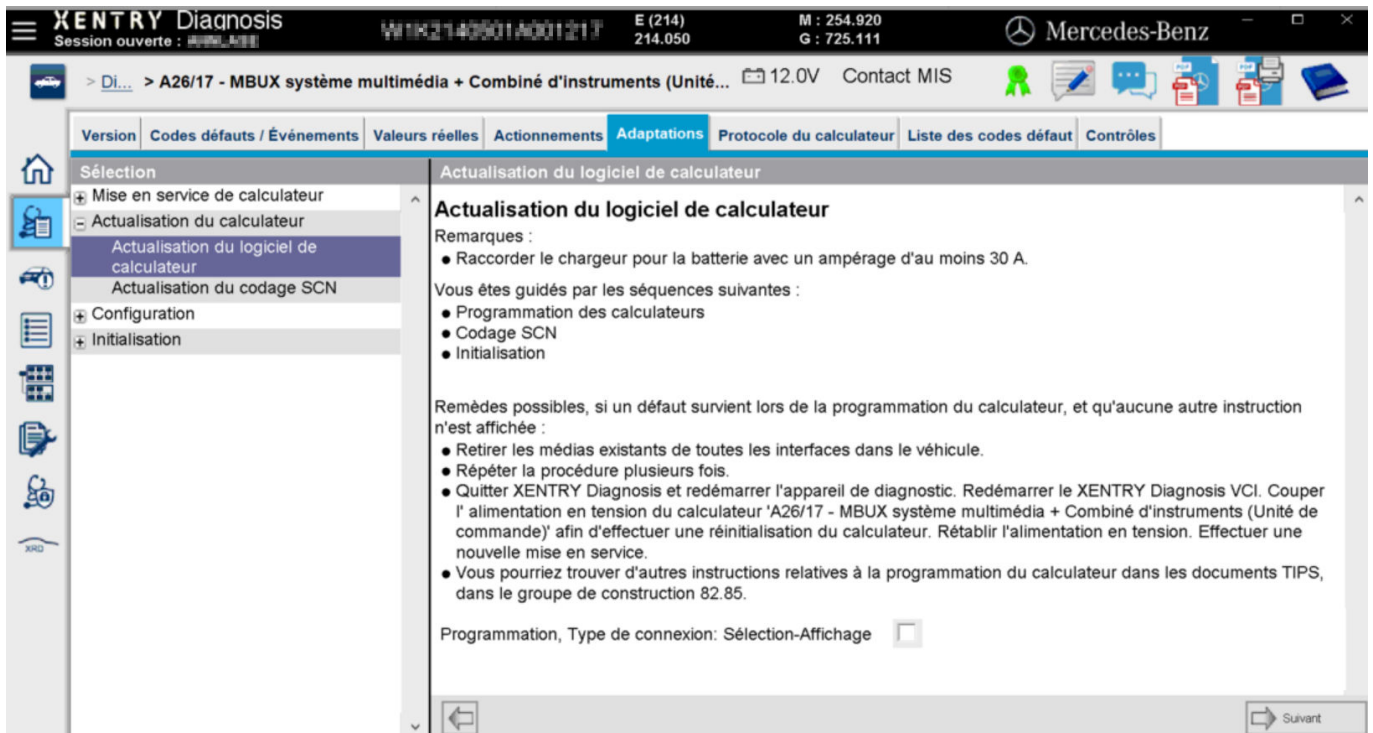 XENTRY Diagnosis
Session ouverte :
E (214)
214.050
M : 254.920
G : 725.111
Mercedes-Benz
> Di... > A26/17 - MBUX système multimédia + Combiné d'instruments (Unité...
12.0V
Contact MIS
Version
Codes défauts / Événements
Valeurs réelles
Actionnements
Adaptations
Protocole du calculateur
Liste des codes défaut
Contrôles
Sélection
Mise en service de calculateur
Actualisation du calculateur
Actualisation du logiciel de
calculateur
Actualisation du codage SCN
Configuration
Initialisation
XRD
Actualisation du logiciel de calculateur
Actualisation du logiciel de calculateur
Remarques :
● Raccorder le chargeur pour la batterie avec un ampérage d'au moins 30 A.
Vous êtes guidés par les séquences suivantes :
● Programmation des calculateurs
● Codage SCN
● Initialisation
Remèdes possibles, si un défaut survient lors de la programmation du calculateur, et qu'aucune autre instruction
n'est affichée :
● Retirer les médias existants de toutes les interfaces dans le véhicule.
● Répéter la procédure plusieurs fois.
● Quitter XENTRY Diagnosis et redémarrer l'appareil de diagnostic. Redémarrer le XENTRY Diagnosis VCI. Couper
l' alimentation en tension du calculateur 'A26/17 - MBUX système multimédia + Combiné d'instruments (Unité de
commande)' afin d'effectuer une réinitialisation du calculateur. Rétablir l'alimentation en tension. Effectuer une
nouvelle mise en service.
● Vous pourriez trouver d'autres instructions relatives à la programmation du calculateur dans les documents TIPS,
dans le groupe de construction 82.85.
Programmation, Type de connexion: Sélection-Affichage
Suivant